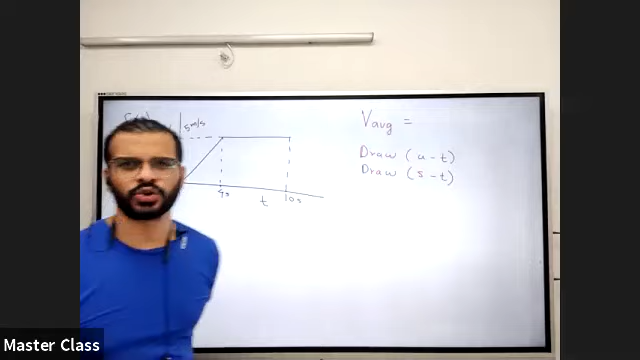 5m/s
Vavg =
Draw (a-t)
Draw (s-t)
4s
t
10s
Master Class